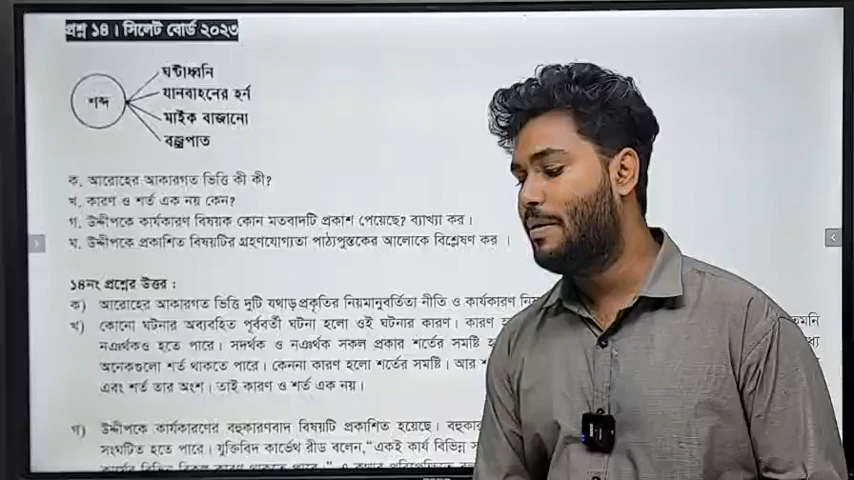 প্রশ্ন ১৪। সিলেট বোর্ড ২০২৩
শব্দ
ঘণ্টাধ্বনি
যানবাহনের হর্ন
মাইক বাজানো
বজ্রপাত
ক. আরোহের আকারগত ভিত্তি কী কী?
খ. কারণ ও শর্ত এক নয় কেন?
গ. উদ্দীপকে কার্যকারণ বিষয়ক কোন মতবাদটি প্রকাশ পেয়েছে? ব্যাখ্যা কর।
ঘ. উদ্দীপকে প্রকাশিত বিষয়টির গ্রহণযোগ্যতা পাঠ্যপুস্তকের আলোকে বিশ্লেষণ কর ।
১৪নং প্রশ্নের উত্তর :
ক) আরোহের আকারগত ভিত্তি দুটি যথাঃ প্রকৃতির নিয়মানুবর্তিতা নীতি ও কার্যকারণ
খ) কোনো ঘটনার অব্যবহিত পূর্ববর্তী ঘটনা হলো ওই ঘটনার কারণ। কারণ
নঞর্থকও হতে পারে। সদর্থক ও নঞর্থক সকল প্রকার শর্তের সমষ্টি
অনেকগুলো শর্ত থাকতে পারে। কেননা কারণ হলো শর্তের সমষ্টি। আর
এবং শর্ত তার অংশ। তাই কারণ ও শর্ত এক নয়।
গ) উদ্দীপকে কার্যকারণের বহুকারণবাদ বিষয়টি প্রকাশিত হয়েছে।
সংঘটিত হতে পারে। যুক্তিবিদ কার্ভেথ রীড বলেন,"একই কার্য বিভিন্ন